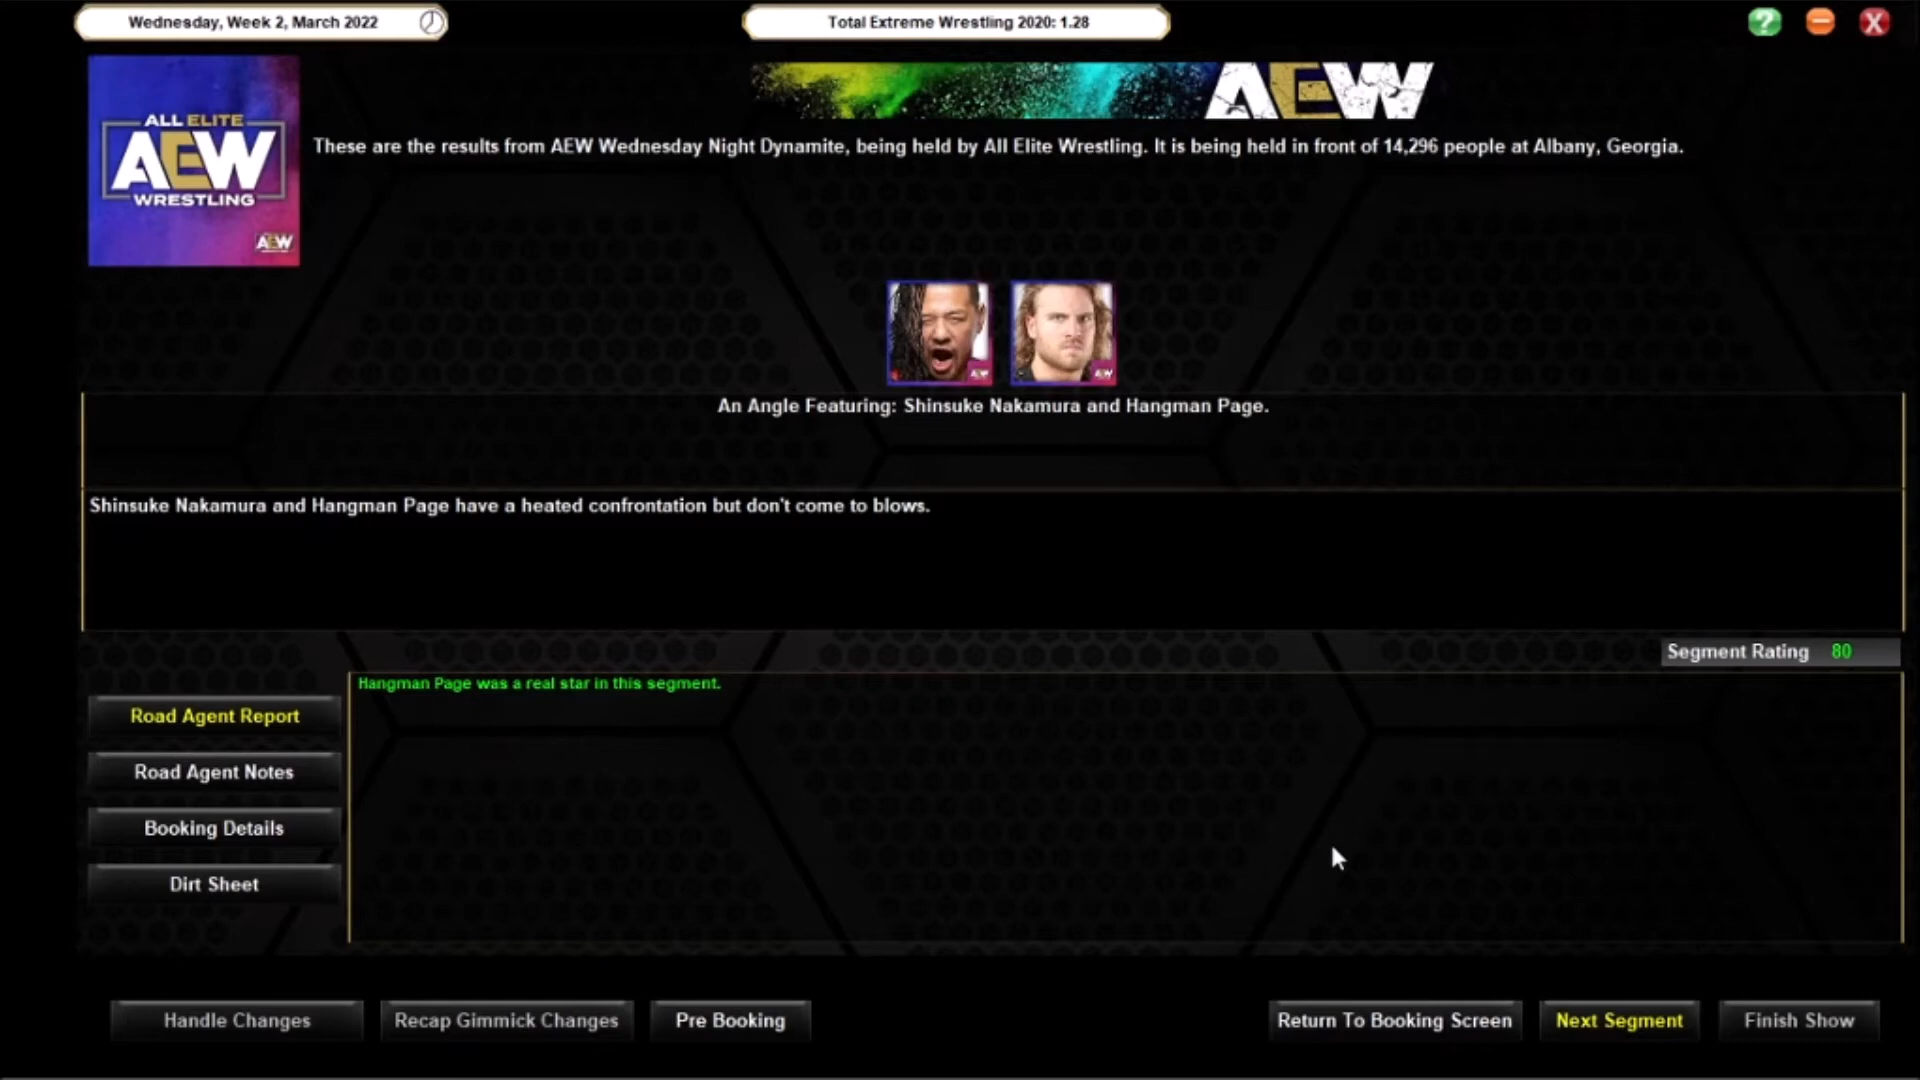 Wednesday, Week 2, March 2022
Total Extreme Wrestling 2020: 1.28
?
X
AEW
ALL ELITE
AEW
WRESTLING
AEW
These are the results from AEW Wednesday Night Dynamite, being held by All Elite Wrestling. It is being held in front of 14,296 people at Albany, Georgia.
AEW
AEW
An Angle Featuring: Shinsuke Nakamura and Hangman Page.
Shinsuke Nakamura and Hangman Page have a heated confrontation but don't come to blows.
Segment Rating 80
Hangman Page was a real star in this segment.
Road Agent Report
Road Agent Notes
Booking Details
Dirt Sheet
Handle Changes
Recap Gimmick Changes
Pre Booking
Return To Booking Screen
Next Segment
Finish Show